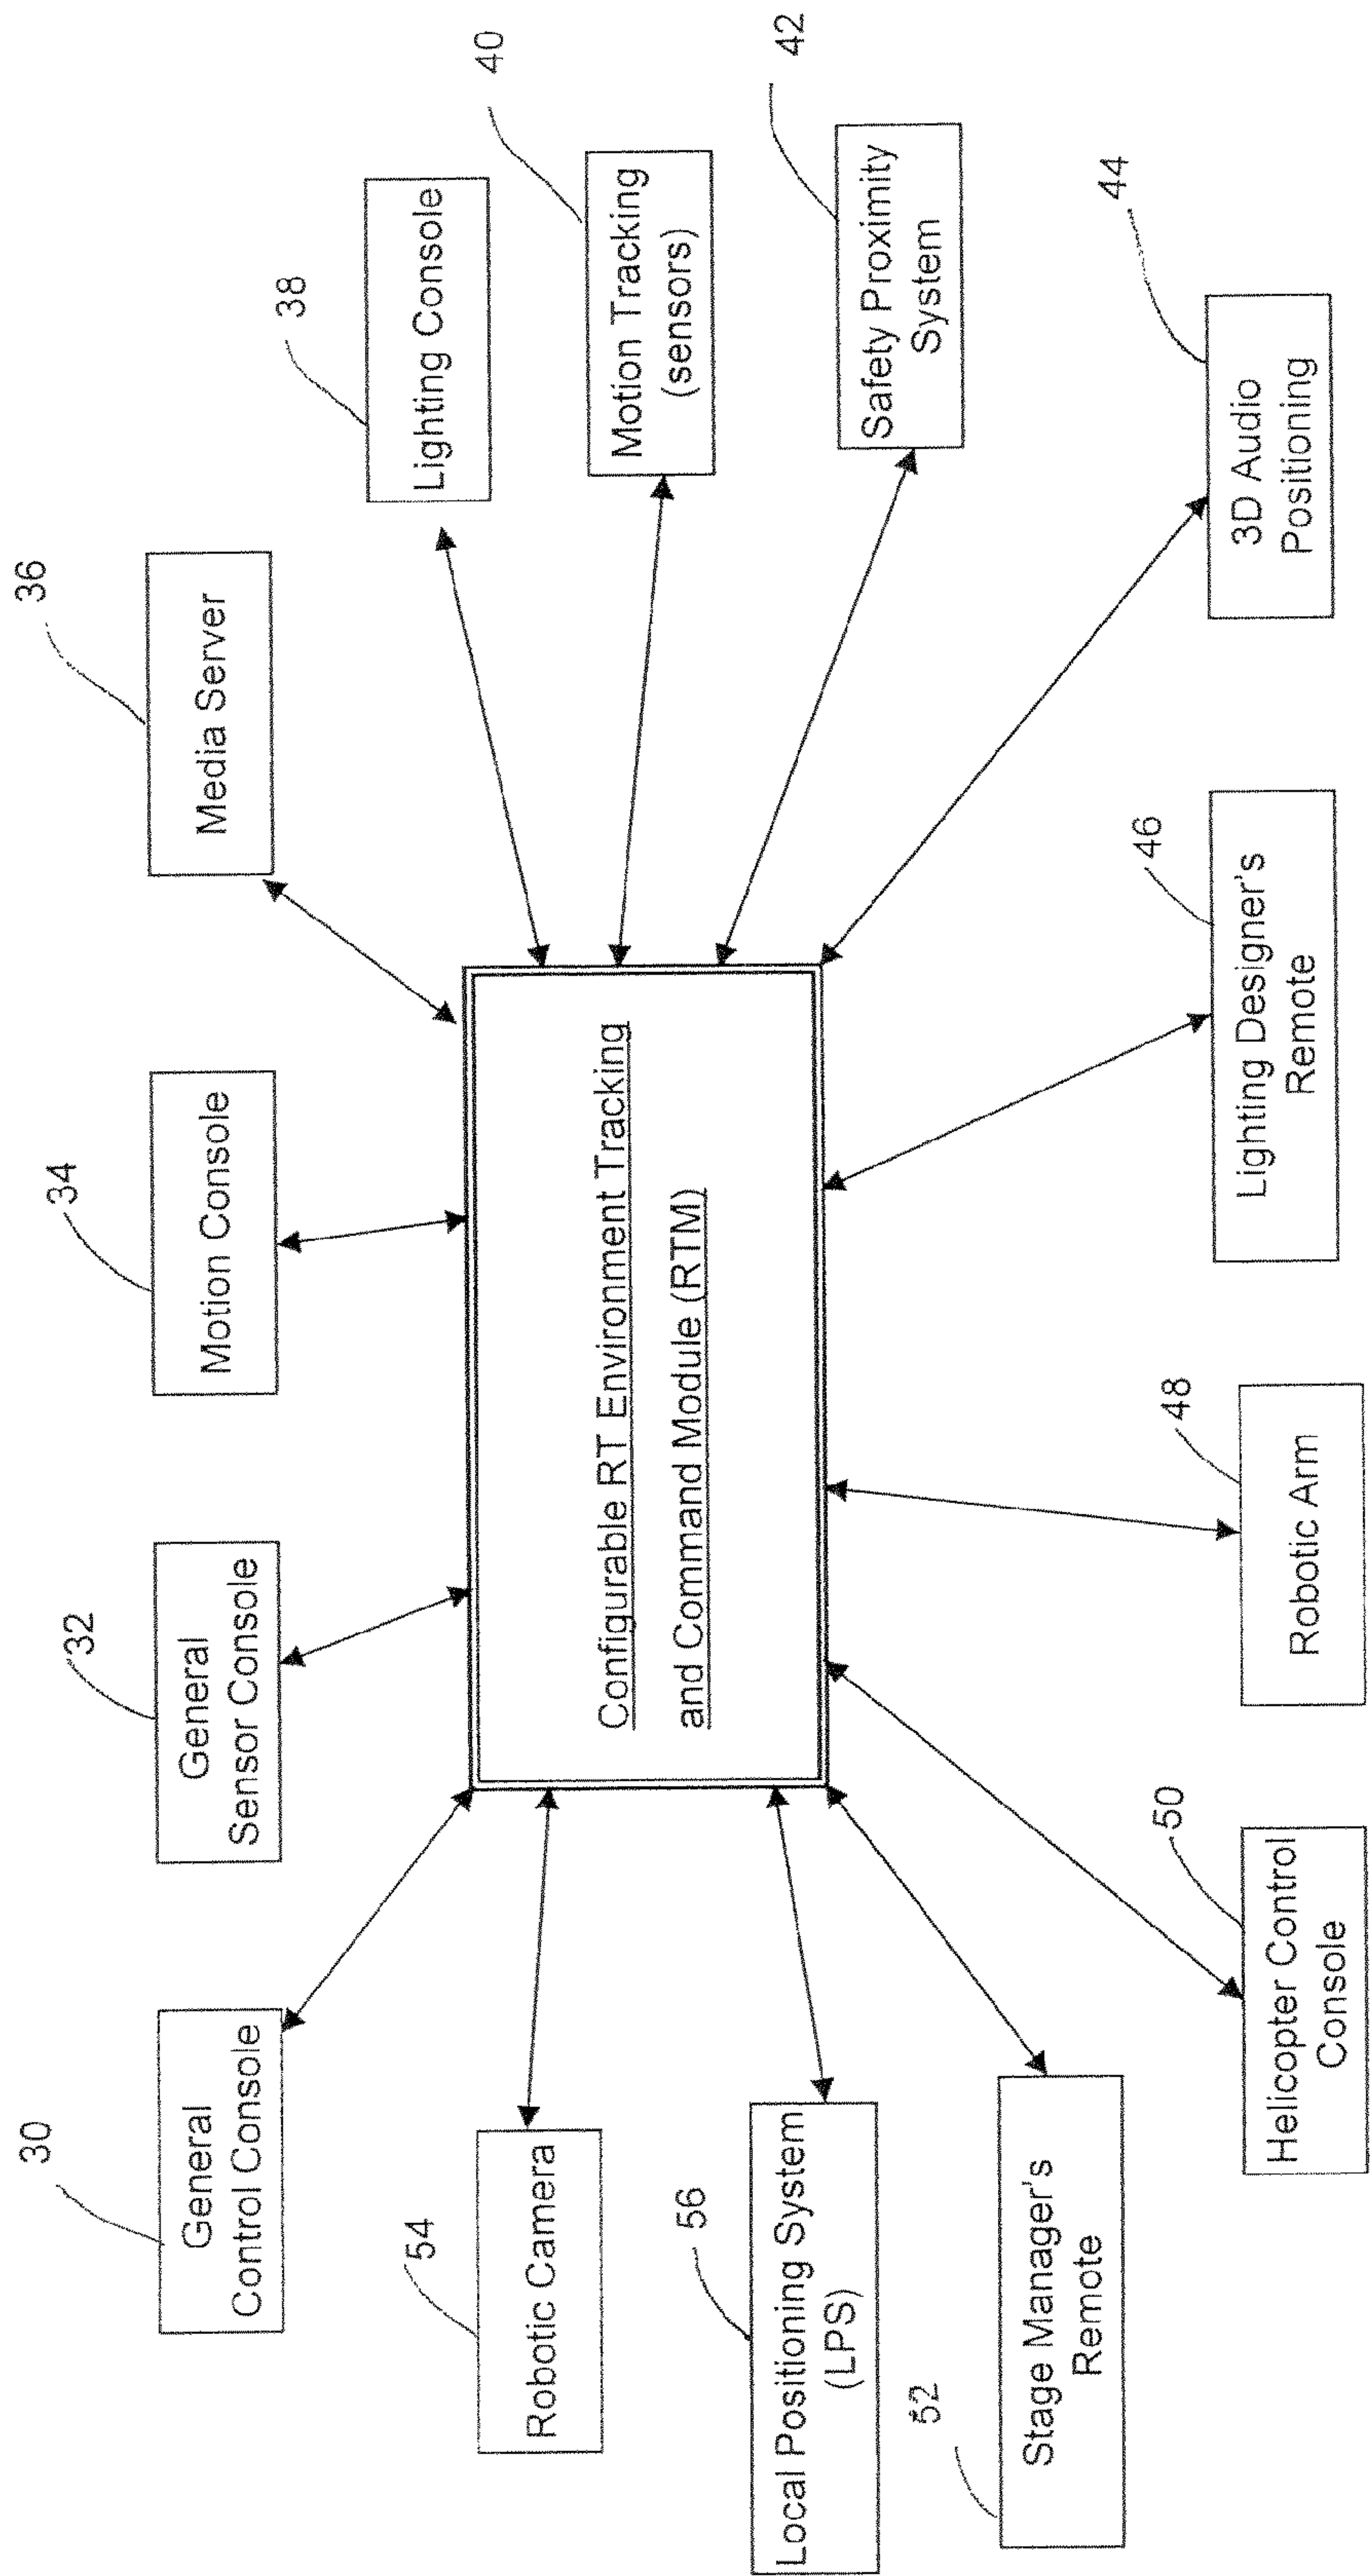 30
General
Control Console
32
General
Sensor Console
34
Motion Console
36
Media Server
38
Lighting Console
40
Motion Tracking
(sensors)
42
Safety Proximity
System
44
3D Audio
Positioning
46
Lighting Designer's
Remote
48
Robotic Arm
50
Helicopter Control
Console
52
Stage Manager's
Remote
56
Local Positioning System
(LPS)
54
Robotic Camera
Configurable RT Environment Tracking
and Command Module (RTM)